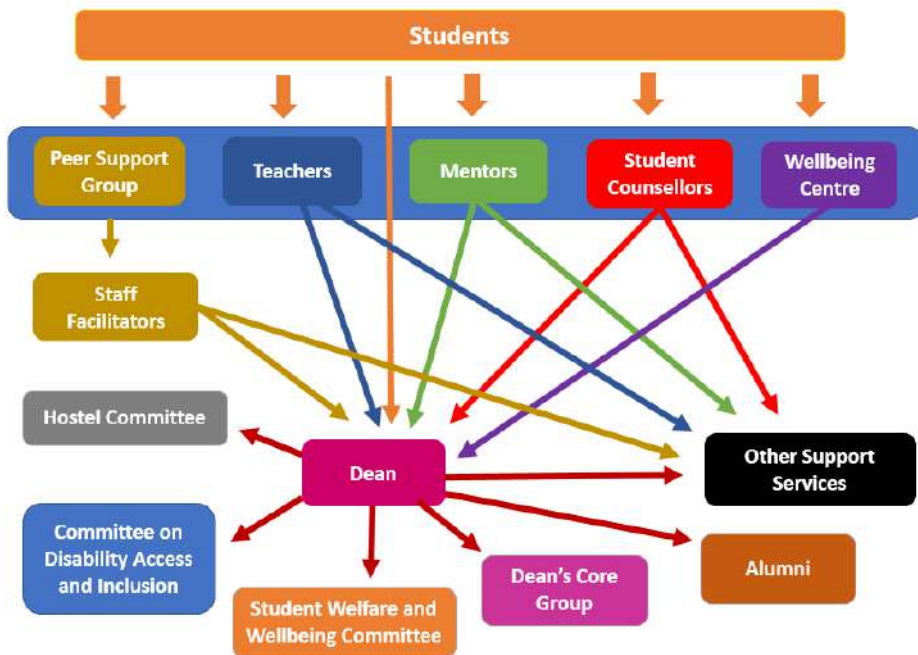 Students
Peer Support
Group
Teachers
Mentors
Student
Counsellors
Wellbeing
Centre
Staff
Facilitators
Hostel Committee
Dean
Other Support
Services
Committee on
Disability Access
and Inclusion
Student Welfare and
Wellbeing Committee
Dean's Core
Group
Alumni